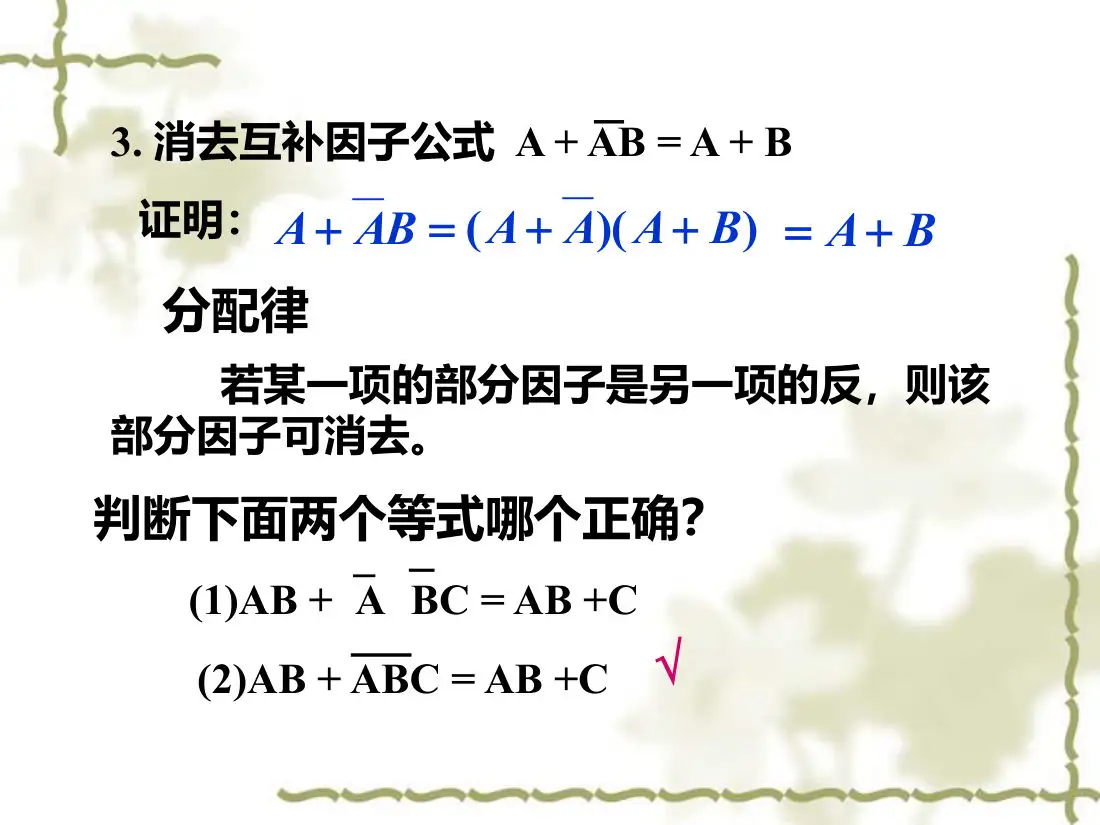 3. 消去互补因子公式 A + A̅B = A + B
证明： A + A̅B = (A + A̅)(A + B) = A + B
分配律
若某一项的部分因子是另一项的反，则该
部分因子可消去。
判断下面两个等式哪个正确？
(1)AB + A̅ B̅C = AB +C
(2)AB + A̅B̅C = AB +C √